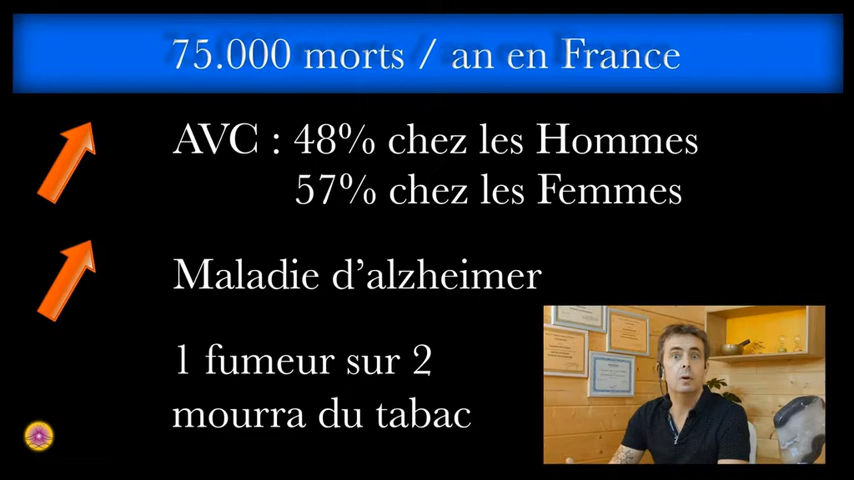 75.000 morts / an en France
AVC : 48% chez les Hommes
57% chez les Femmes
Maladie d'alzheimer
1 fumeur sur 2
mourra du tabac